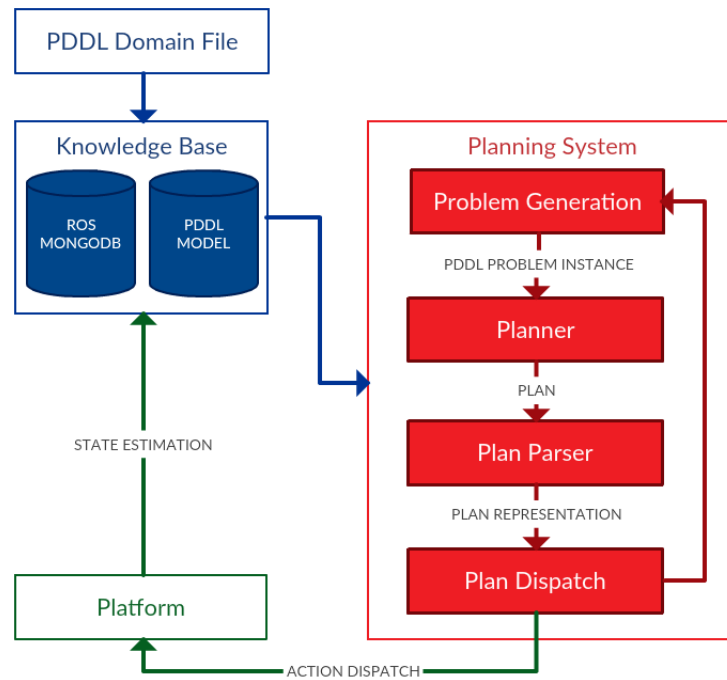 PDDL Domain File
Knowledge Base
ROS
MONGODB
PDDL
MODEL
Planning System
Problem Generation
PDDL PROBLEM INSTANCE
Planner
PLAN
Plan Parser
PLAN REPRESENTATION
Plan Dispatch
STATE ESTIMATION
Platform
ACTION DISPATCH